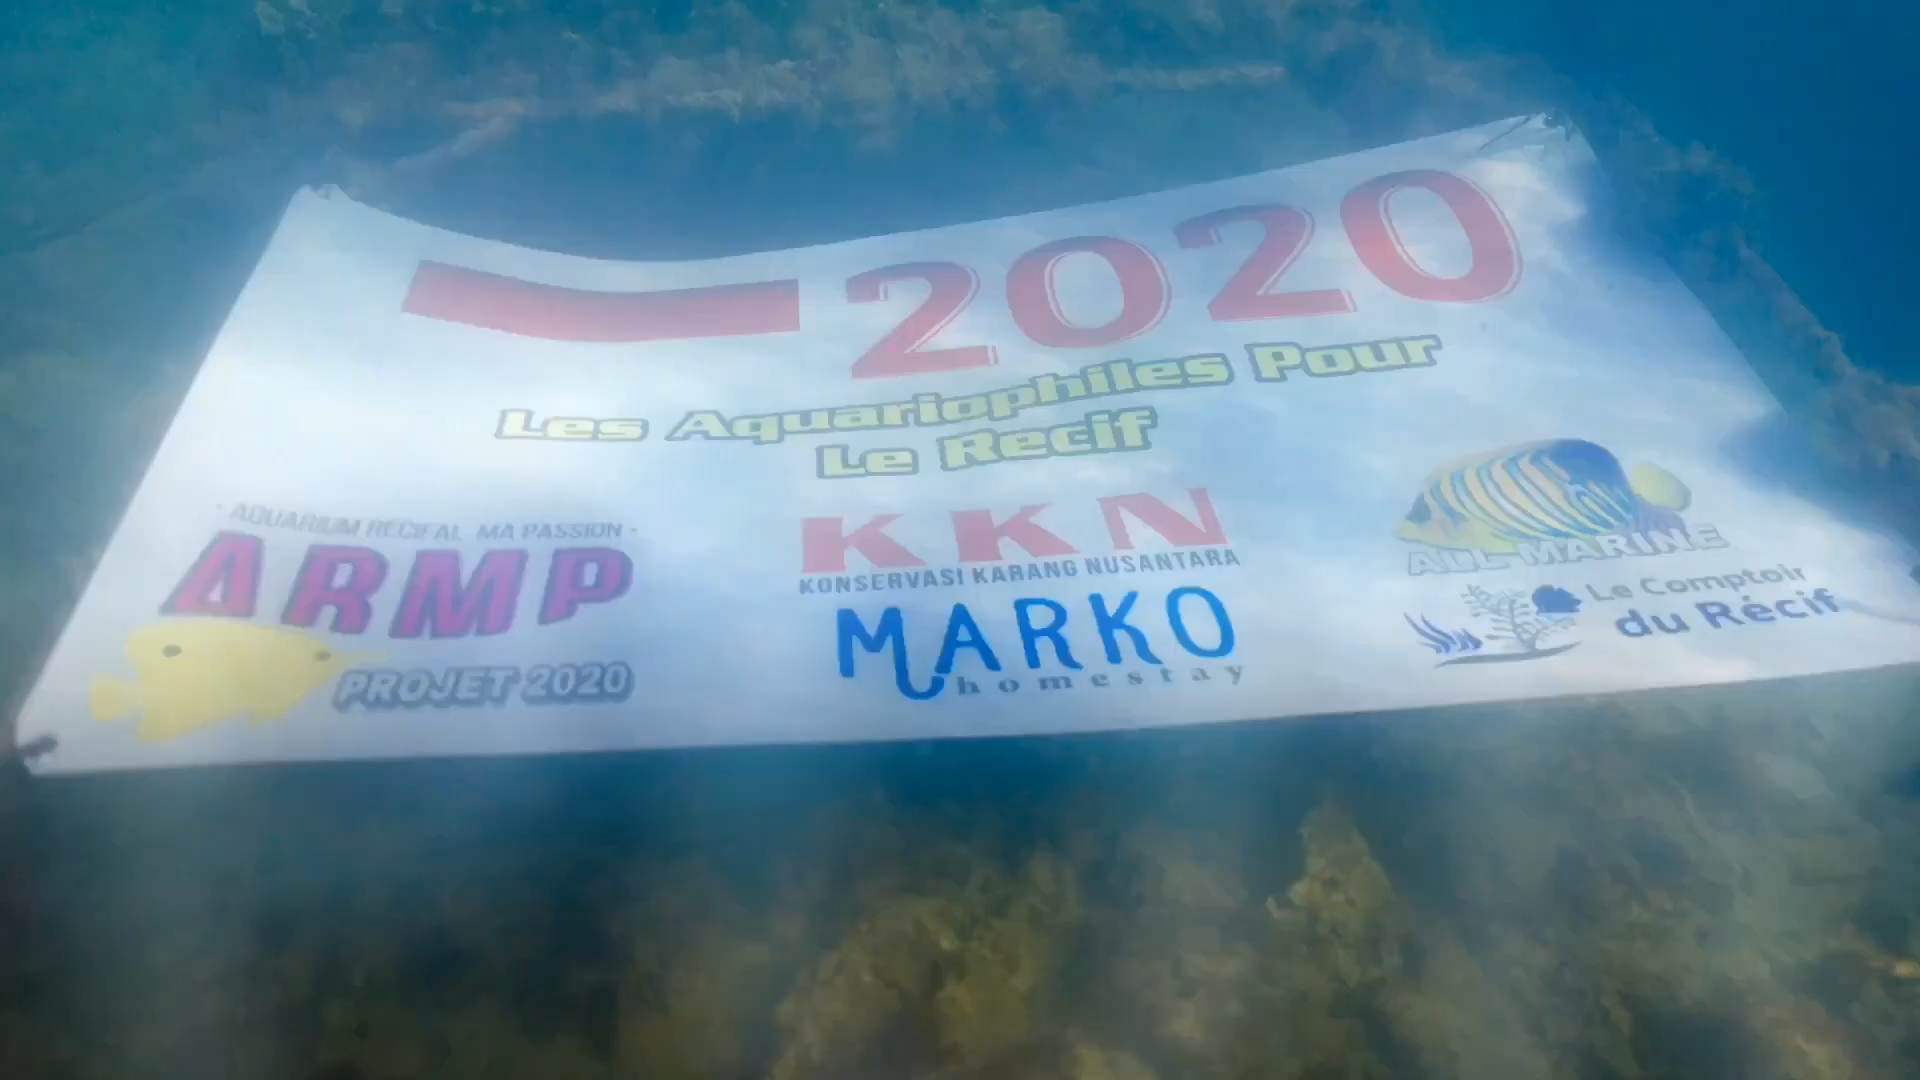 2020
Les Aquariophiles Pour
Le Recif
- AQUARIUM RECIFAL MA PASSION -
ARMP
PROJET 2020
KKN
KONSERVASI KARANG NUSANTARA
MARKO
homestay
ALL MARINE
Le Comptoir
du Récif